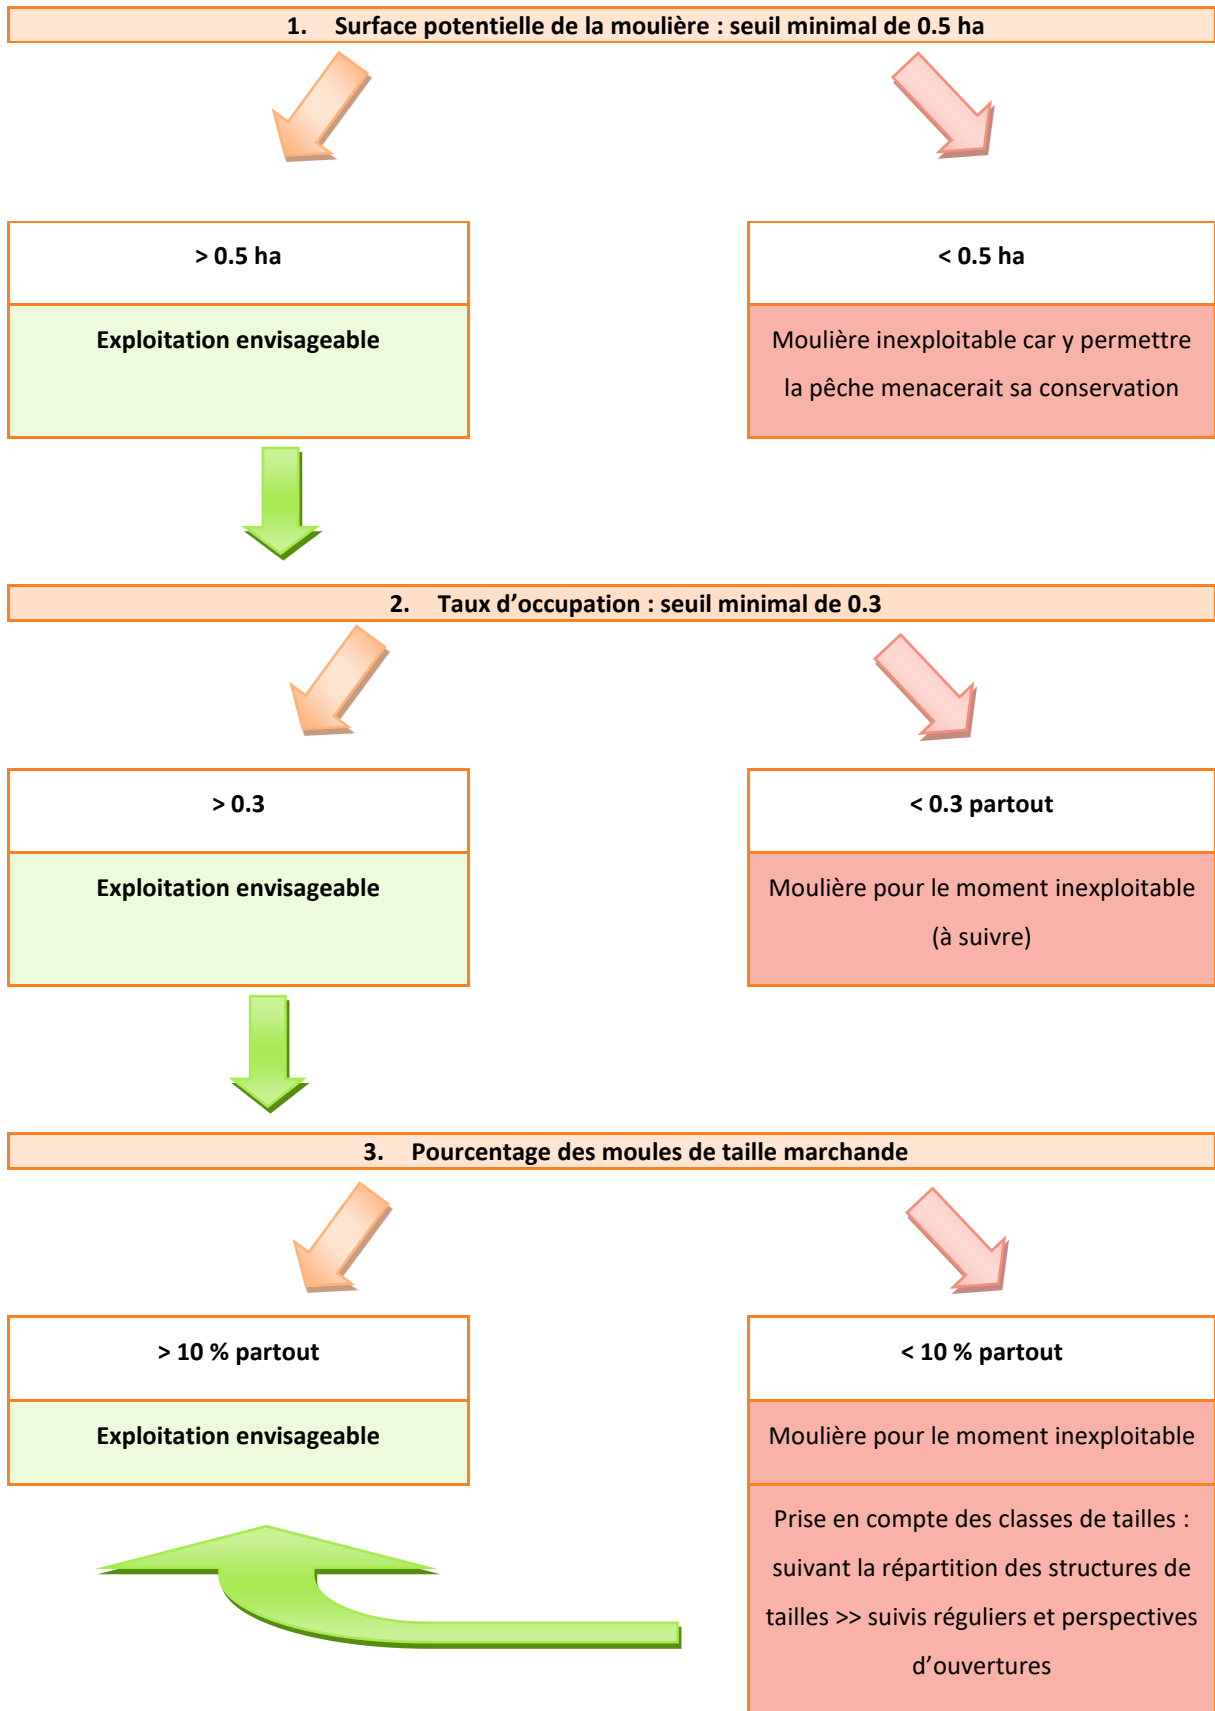 1. Surface potentielle de la moulière : seuil minimal de 0.5 ha
> 0.5 ha
< 0.5 ha
Exploitation envisageable
Moulière inexploitable car y permettre
la pêche menacerait sa conservation
2. Taux d’occupation : seuil minimal de 0.3
> 0.3
< 0.3 partout
Exploitation envisageable
Moulière pour le moment inexploitable
(à suivre)
3. Pourcentage des moules de taille marchande
> 10 % partout
< 10 % partout
Exploitation envisageable
Moulière pour le moment inexploitable
Prise en compte des classes de tailles :
suivant la répartition des structures de
tailles >> suivis réguliers et perspectives
d’ouvertures